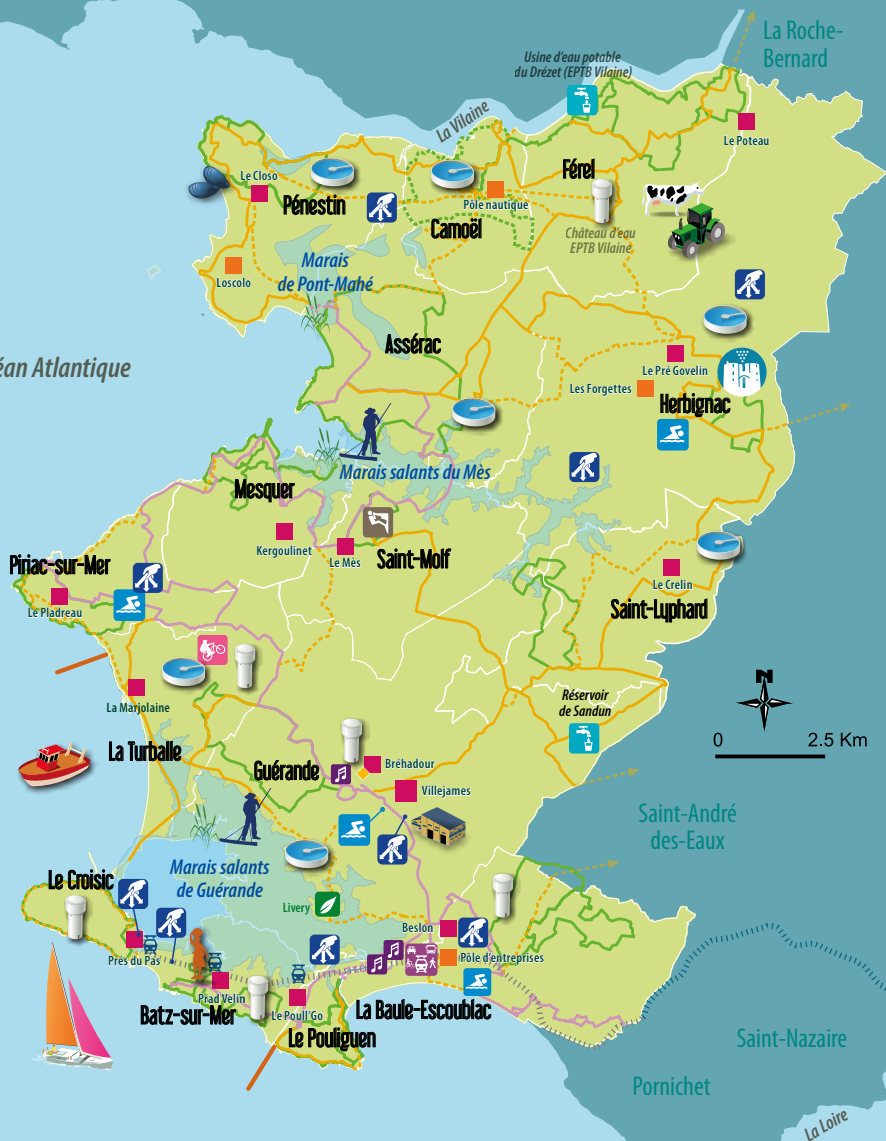 La Roche-
Bernard
Usine d'eau potable
du Drézet (EPTB Vilaine)
La Vilaine
Le Poteau
Férel
Le Closo
Pénestin
Pôle nautique
Camoël
Château d'eau
EPTB Vilaine
Marais
de Pont-Mahé
Loscolo
Assérac
éan Atlantique
Le Pré Govelin
Les Forgettes
Herbignac
Marais salants du Mès
Mesquer
Kergoulinet
Le Mès
Saint-Molf
Piriac-sur-Mer
Le Pladreau
Le Crelin
Saint-Lyphard
La Marjolaine
Réservoir
de Sandun
N
0 2.5 Km
La Turballe
Guérande
Bréhadour
Villejames
Saint-André
des-Eaux
Marais salants
de Guérande
Le Croisic
Livery
Beslon
Prés du Pas
Pôle d'entreprises
Prad Velin
Batz-sur-Mer
Le Poull'Go
La Baule-Escoublac
Le Pouliguen
Saint-Nazaire
Pornichet
La Loire